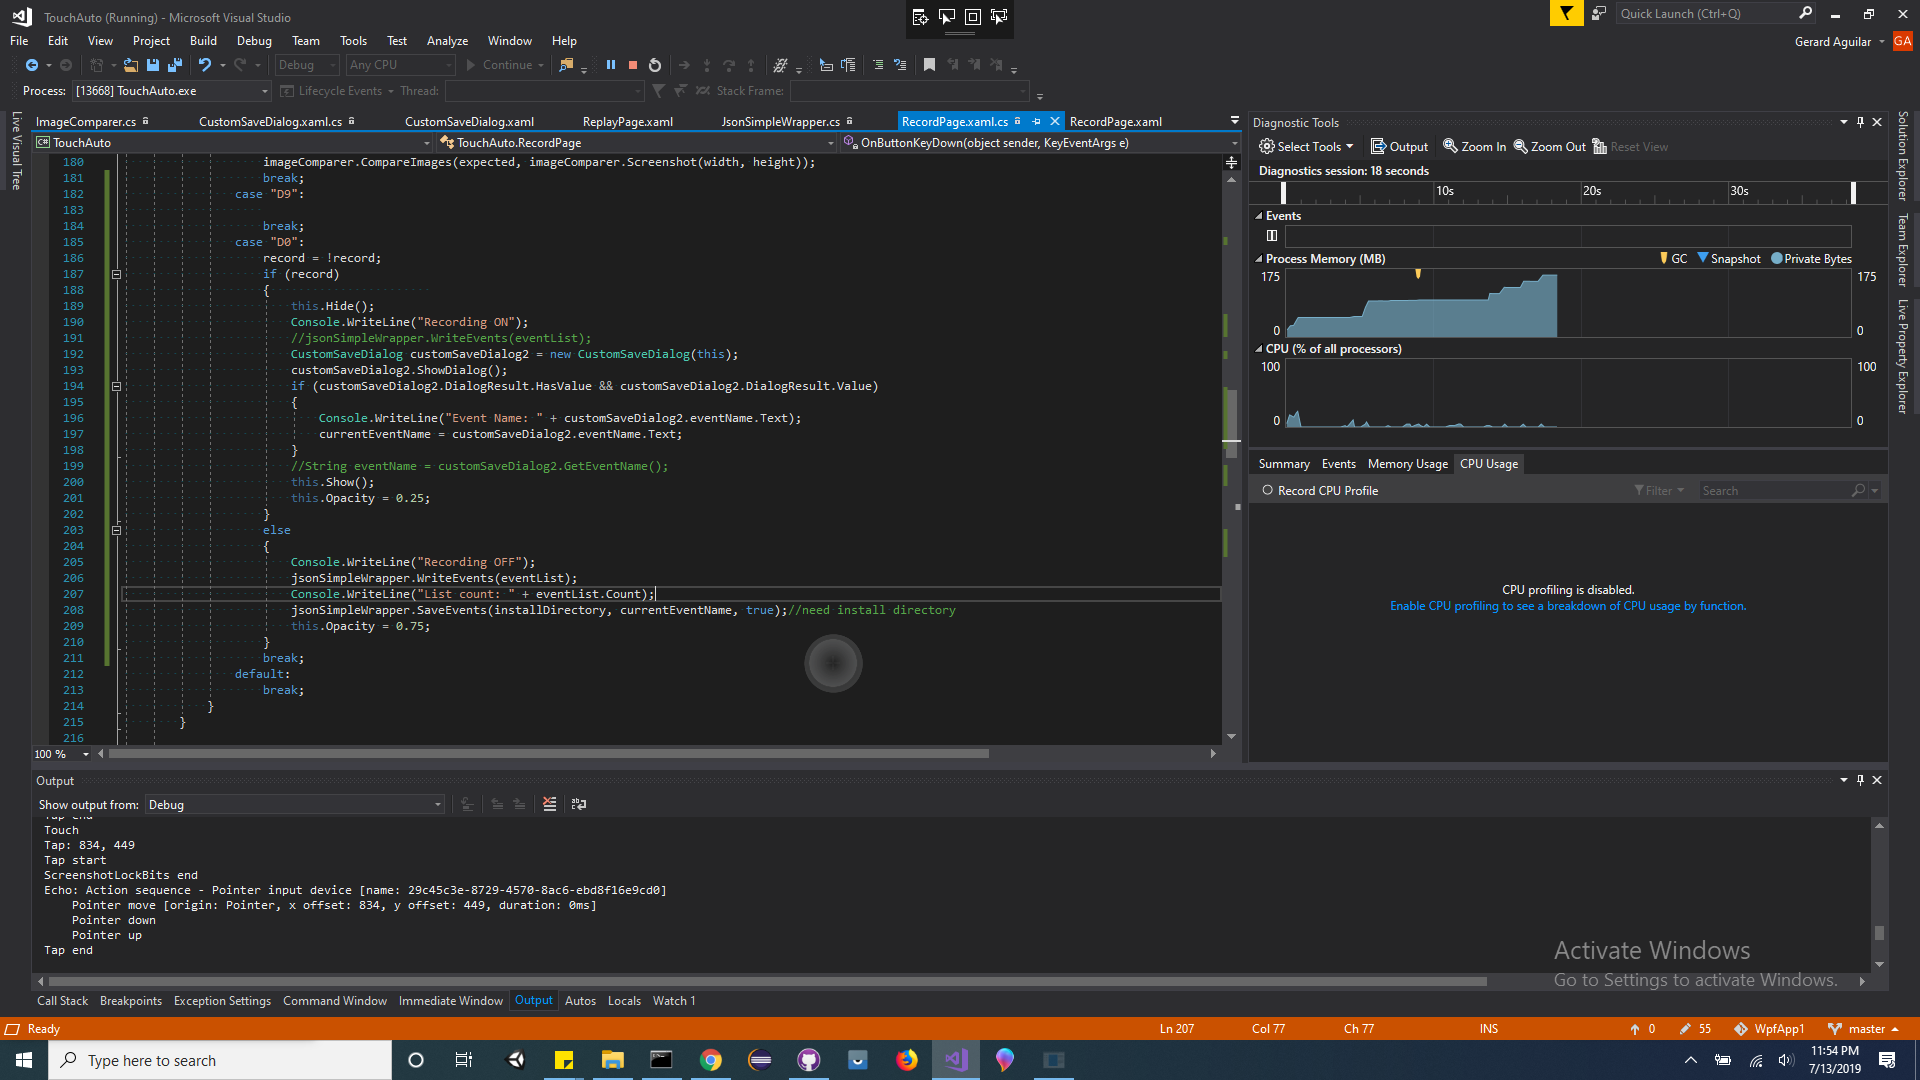 TouchAuto (Running) - Microsoft Visual Studio
Quick Launch (Ctrl+Q)
File Edit View Project Build Debug Team Tools Test Analyze Window Help
Gerard Aguilar GA
Debug Any CPU Continue
Process: [13668] TouchAuto.exe Lifecycle Events Thread: Stack Frame:
Live Visual Tree
ImageComparer.cs CustomSaveDialog.xaml.cs CustomSaveDialog.xaml ReplayPage.xaml JsonSimpleWrapper.cs RecordPage.xaml.cs RecordPage.xaml
TouchAuto TouchAuto.RecordPage OnButtonKeyDown(object sender, KeyEventArgs e)
180 imageComparer.CompareImages(expected, imageComparer.Screenshot(width, height));
181 break;
182 case "D9":
183
184 break;
185 case "D0":
186 record = !record;
187 if (record)
188 {
189 this.Hide();
190 Console.WriteLine("Recording ON");
191 //jsonSimpleWrapper.WriteEvents(eventList);
192 CustomSaveDialog customSaveDialog2 = new CustomSaveDialog(this);
193 customSaveDialog2.ShowDialog();
194 if (customSaveDialog2.DialogResult.HasValue && customSaveDialog2.DialogResult.Value)
195 {
196 Console.WriteLine("Event Name: " + customSaveDialog2.eventName.Text);
197 currentEventName = customSaveDialog2.eventName.Text;
198 }
199 //String eventName = customSaveDialog2.GetEventName();
200 this.Show();
201 this.Opacity = 0.25;
202 }
203 else
204 {
205 Console.WriteLine("Recording OFF");
206 jsonSimpleWrapper.WriteEvents(eventList);
207 Console.WriteLine("List count: " + eventList.Count);
208 jsonSimpleWrapper.SaveEvents(installDirectory, currentEventName, true);//need install directory
209 this.Opacity = 0.75;
210 }
211 break;
212 default:
213 break;
214 }
215 }
216
100 %
Diagnostic Tools
Select Tools Output Zoom In Zoom Out Reset View
Diagnostics session: 18 seconds
10s 20s 30s
Events
Process Memory (MB) GC Snapshot Private Bytes
175 175
0 0
CPU (% of all processors)
100 100
0 0
Summary Events Memory Usage CPU Usage
Record CPU Profile Filter Search
CPU profiling is disabled.
Enable CPU profiling to see a breakdown of CPU usage by function.
Solution Explorer
Team Explorer
Live Property Explorer
Output
Show output from: Debug
Tap end
Touch
Tap: 834, 449
Tap start
ScreenshotLockBits end
Echo: Action sequence - Pointer input device [name: 29c45c3e-8729-4570-8ac6-ebd8f16e9cd0]
Pointer move [origin: Pointer, x offset: 834, y offset: 449, duration: 0ms]
Pointer down
Pointer up
Tap end
Activate Windows
Go to Settings to activate Windows.
Call Stack Breakpoints Exception Settings Command Window Immediate Window Output Autos Locals Watch 1
Ready Ln 207 Col 77 Ch 77 INS 0 55 WpfApp1 master
Type here to search
11:54 PM
7/13/2019